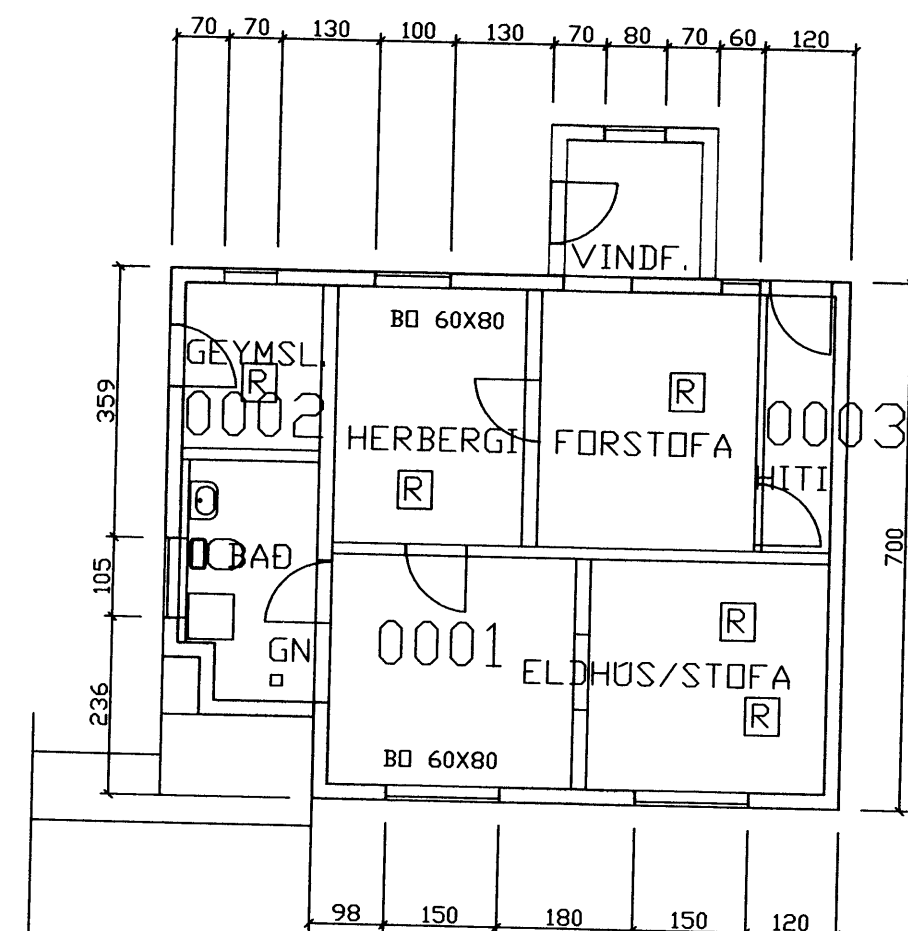 70 70 130 100 130 70 80 70 60 120
VINDF.
BO 60X80
GEYMSL.
R
R
359
0002
0003
HERBERGI
FORSTOFA
HITI
R
700
105
BAÐ
R
0001
GN
ELDHÚS/STOFA
236
R
BO 60X80
98 150 180 150 120